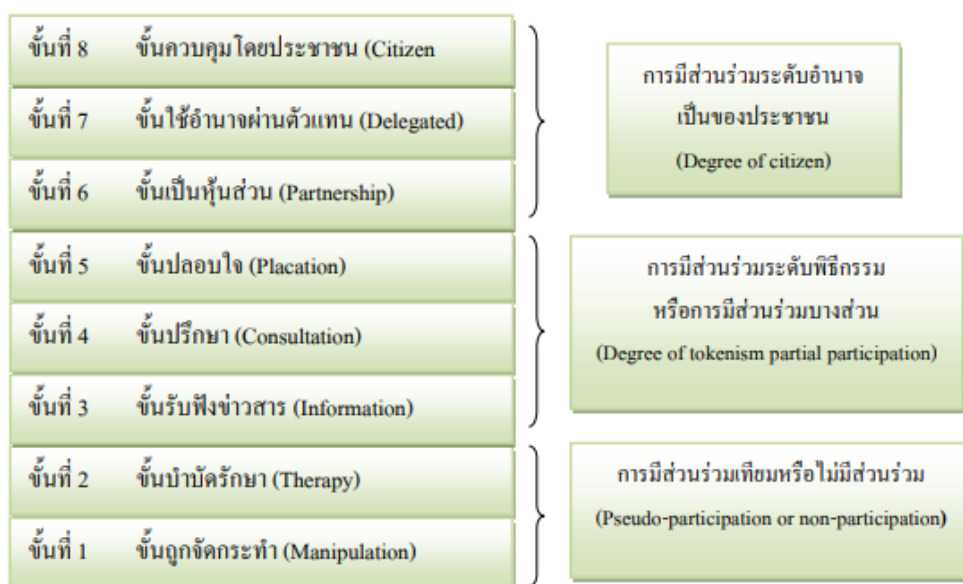 ขั้นที่ 8 ขั้นควบคุมโดยประชาชน (Citizen
ขั้นที่ 7 ขั้นใช้อำนาจผ่านตัวแทน (Delegated)
ขั้นที่ 6 ขั้นเป็นหุ้นส่วน (Partnership)
การมีส่วนร่วมระดับอำนาจ
เป็นของประชาชน
(Degree of citizen)
ขั้นที่ 5 ขั้นปลอบใจ (Placation)
ขั้นที่ 4 ขั้นปรึกษา (Consultation)
ขั้นที่ 3 ขั้นรับฟังข่าวสาร (Information)
การมีส่วนร่วมระดับพิธีกรรม
หรือการมีส่วนร่วมบางส่วน
(Degree of tokenism partial participation)
ขั้นที่ 2 ขั้นบำบัดรักษา (Therapy)
ขั้นที่ 1 ขั้นถูกจัดกระทำ (Manipulation)
การมีส่วนร่วมเทียมหรือไม่มีส่วนร่วม
(Pseudo-participation or non-participation)